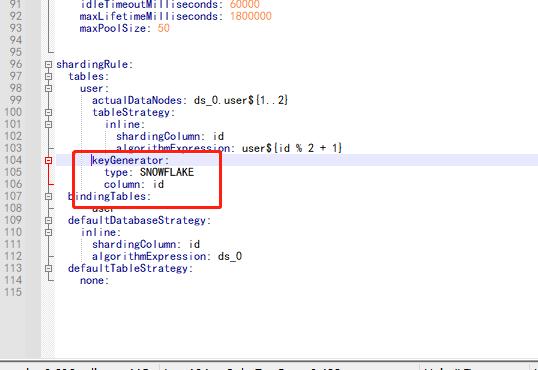 91 idleTimeoutMilliseconds: 60000
92 maxLifetimeMilliseconds: 1800000
93 maxPoolSize: 50
94
95
96 shardingRule:
97 tables:
98 user:
99 actualDataNodes: ds_0.user${1..2}
100 tableStrategy:
101 inline:
102 shardingColumn: id
103 algorithmExpression: user${id % 2 + 1}
104 keyGenerator:
105 type: SNOWFLAKE
106 column: id
107 bindingTables:
108 user
109 defaultDatabaseStrategy:
110 inline:
111 shardingColumn: id
112 algorithmExpression: ds_0
113 defaultTableStrategy:
114 none:
115